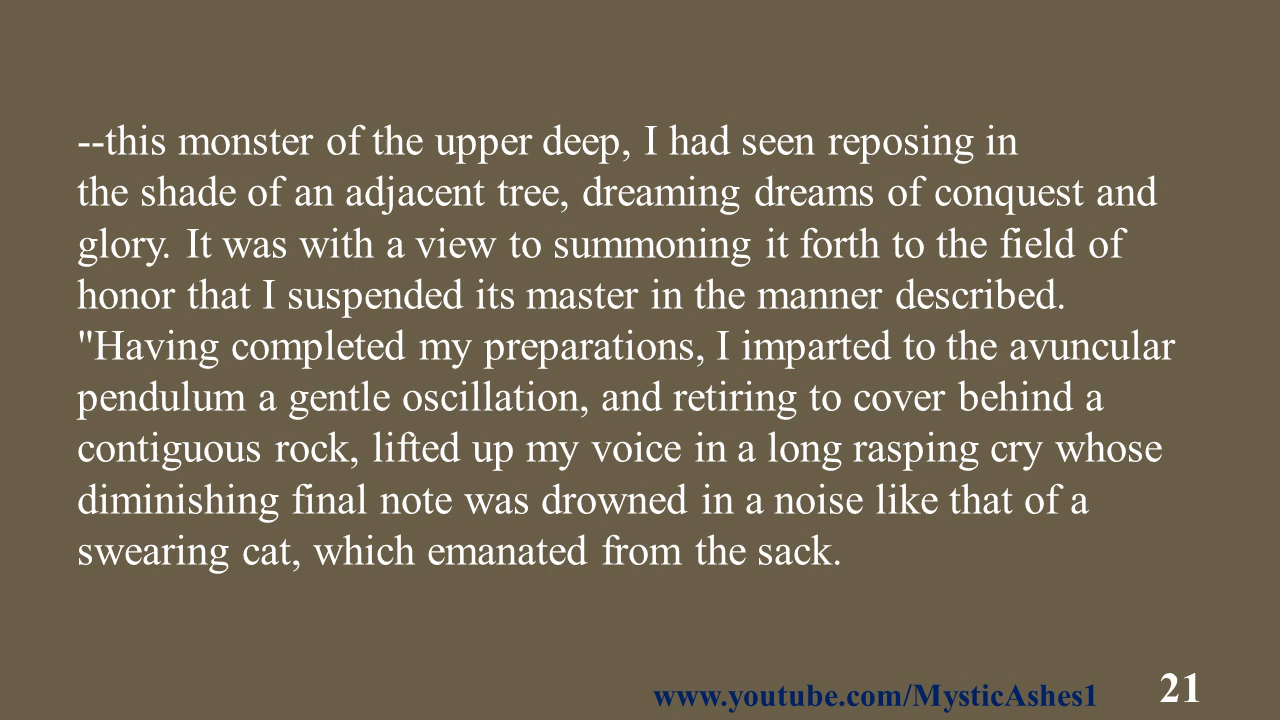 --this monster of the upper deep, I had seen reposing in
the shade of an adjacent tree, dreaming dreams of conquest and
glory. It was with a view to summoning it forth to the field of
honor that I suspended its master in the manner described.
"Having completed my preparations, I imparted to the avuncular
pendulum a gentle oscillation, and retiring to cover behind a
contiguous rock, lifted up my voice in a long rasping cry whose
diminishing final note was drowned in a noise like that of a
swearing cat, which emanated from the sack.
www.youtube.com/MysticAshes1
21